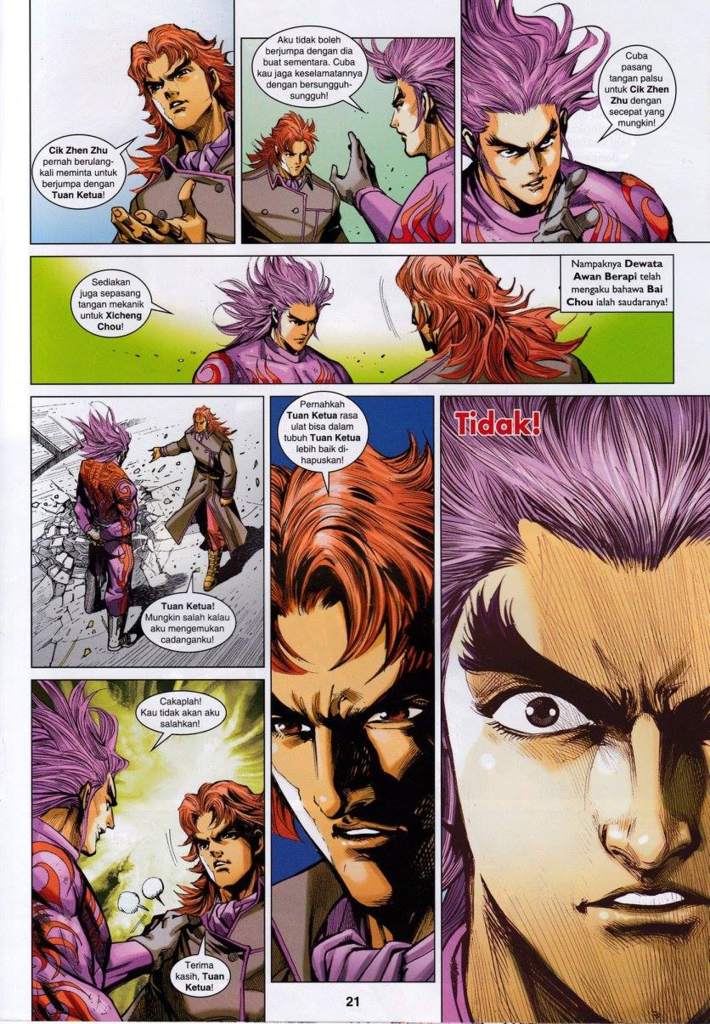 Cik Zhen Zhu
pernah berulang-
kali meminta untuk
berjumpa dengan
Tuan Ketua!
Aku tidak boleh
berjumpa dengan dia
buat sementara. Cuba
kau jaga keselamatannya
dengan bersungguh-
sungguh!
Cuba
pasang
tangan palsu
untuk Cik Zhen
Zhu dengan
secepat yang
mungkin!
Sediakan
juga sepasang
tangan mekanik
untuk Xicheng
Chou!
Nampaknya Dewata
Awan Berapi telah
mengaku bahawa Bai
Chou ialah saudaranya!
Tuan Ketua!
Mungkin salah kalau
aku mengemukan
cadanganku!
Cakaplah!
Kau tidak akan aku
salahkan!
Terima
kasih, Tuan
Ketua!
Pernahkah
Tuan Ketua rasa
ulat bisa dalam
tubuh Tuan Ketua
lebih baik di-
hapuskan!
Tidak!
21